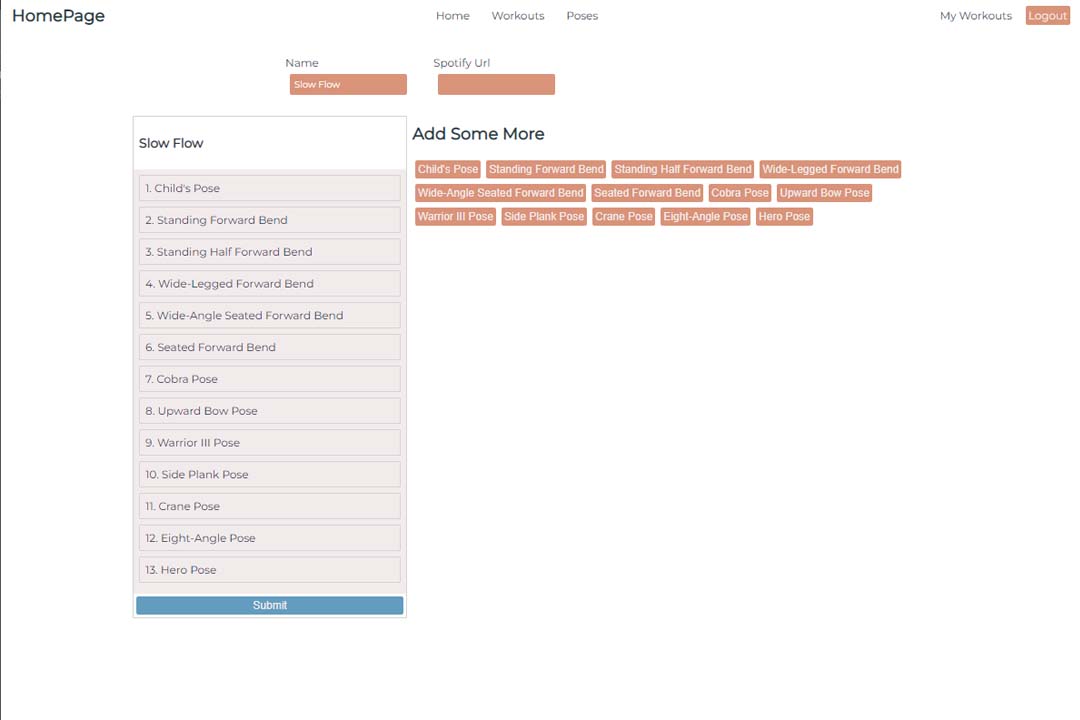 HomePage Home Workouts Poses My Workouts Logout
Name Spotify Url
Slow Flow
Slow Flow
1. Child's Pose
2. Standing Forward Bend
3. Standing Half Forward Bend
4. Wide-Legged Forward Bend
5. Wide-Angle Seated Forward Bend
6. Seated Forward Bend
7. Cobra Pose
8. Upward Bow Pose
9. Warrior III Pose
10. Side Plank Pose
11. Crane Pose
12. Eight-Angle Pose
13. Hero Pose
Submit
Add Some More
Child's Pose Standing Forward Bend Standing Half Forward Bend Wide-Legged Forward Bend
Wide-Angle Seated Forward Bend Seated Forward Bend Cobra Pose Upward Bow Pose
Warrior III Pose Side Plank Pose Crane Pose Eight-Angle Pose Hero Pose